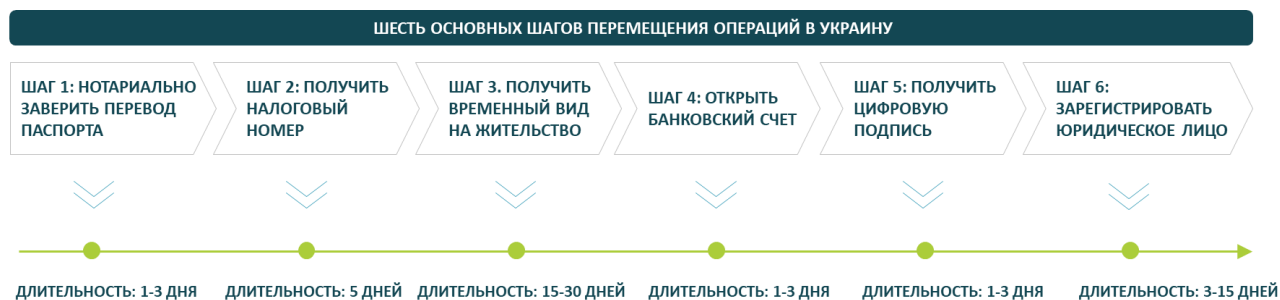 ШЕСТЬ ОСНОВНЫХ ШАГОВ ПЕРЕМЕЩЕНИЯ ОПЕРАЦИЙ В УКРАИНУ
ШАГ 1: НОТАРИАЛЬНО
ЗАВЕРИТЬ ПЕРЕВОД
ПАСПОРТА
ШАГ 2: ПОЛУЧИТЬ
НАЛОГОВЫЙ
НОМЕР
ШАГ 3. ПОЛУЧИТЬ
ВРЕМЕННЫЙ ВИД
НА ЖИТЕЛЬСТВО
ШАГ 4: ОТКРЫТЬ
БАНКОВСКИЙ СЧЕТ
ШАГ 5: ПОЛУЧИТЬ
ЦИФРОВУЮ
ПОДПИСЬ
ШАГ 6:
ЗАРЕГИСТРИРОВАТЬ
ЮРИДИЧЕСКОЕ ЛИЦО
ДЛИТЕЛЬНОСТЬ: 1-3 ДНЯ
ДЛИТЕЛЬНОСТЬ: 5 ДНЕЙ
ДЛИТЕЛЬНОСТЬ: 15-30 ДНЕЙ
ДЛИТЕЛЬНОСТЬ: 1-3 ДНЯ
ДЛИТЕЛЬНОСТЬ: 1-3 ДНЯ
ДЛИТЕЛЬНОСТЬ: 3-15 ДНЕЙ